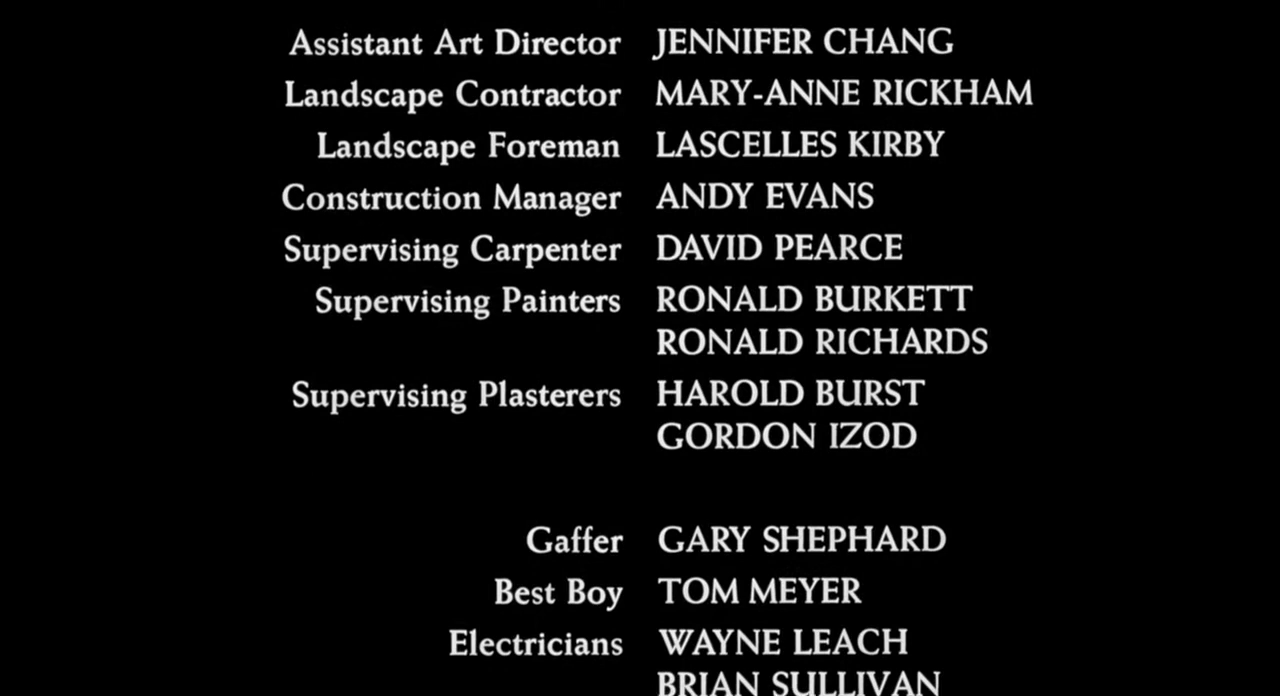 Assistant Art Director JENNIFER CHANG
Landscape Contractor MARY-ANNE RICKHAM
Landscape Foreman LASCELLES KIRBY
Construction Manager ANDY EVANS
Supervising Carpenter DAVID PEARCE
Supervising Painters RONALD BURKETT
RONALD RICHARDS
Supervising Plasterers HAROLD BURST
GORDON IZOD
Gaffer GARY SHEPHARD
Best Boy TOM MEYER
Electricians WAYNE LEACH
BRIAN SULLIVAN